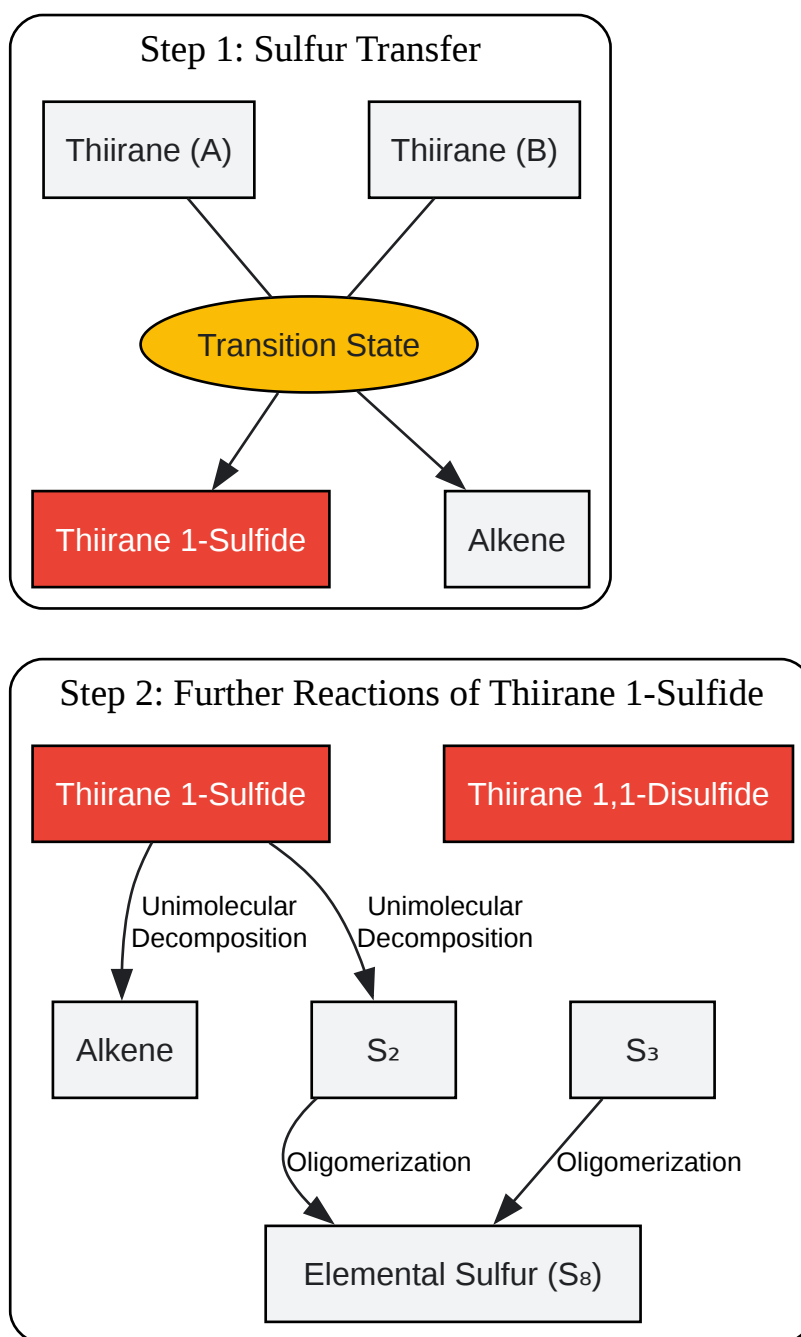 Step 1: Sulfur Transfer
Thiirane (A)
Thiirane (B)
Transition State
Thiirane 1-Sulfide
Alkene
Step 2: Further Reactions of Thiirane 1-Sulfide
Thiirane 1-Sulfide
Thiirane 1,1-Disulfide
Unimolecular
Decomposition
Unimolecular
Decomposition
Alkene
S₂
S₃
Oligomerization
Oligomerization
Elemental Sulfur (S₈)